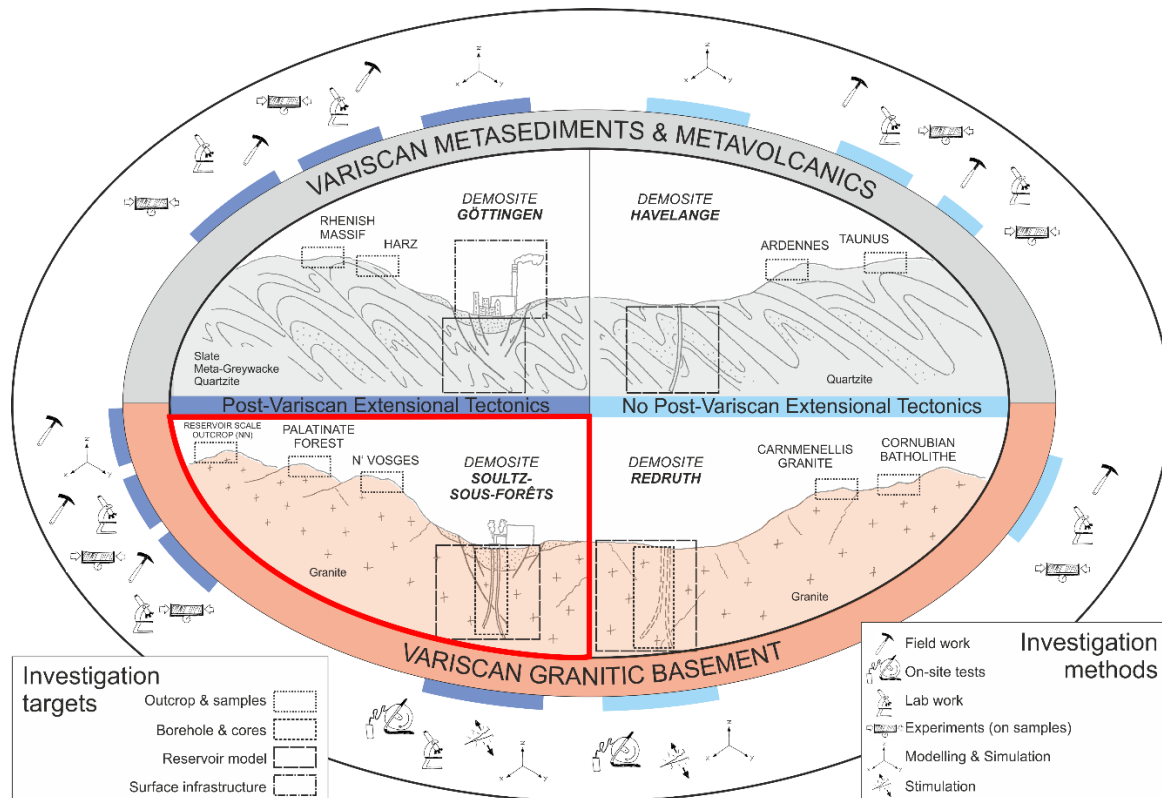 VARISCAN METASEDIMENTS & METAVOLCANICS
DEMOSITE
GÖTTINGEN
DEMOSITE
HAVELANGE
RHENISH
MASSIF
HARZ
ARDENNES
TAUNUS
Slate
Meta-Greywacke
Quartzite
Quartzite
Post-Variscan Extensional Tectonics
No Post-Variscan Extensional Tectonics
RESERVOIR SCALE
OUTCROP (NN)
PALATINATE
FOREST
N' VOSGES
DEMOSITE
SOULTZ-
SOUS-FORÊTS
DEMOSITE
REDRUTH
CARNMENELLIS
GRANITE
CORNUBIAN
BATHOLITHE
Granite
Granite
VARISCAN GRANITIC BASEMENT
Investigation
targets
Outcrop & samples
Borehole & cores
Reservoir model
Surface infrastructure
Investigation
methods
Field work
On-site tests
Lab work
Experiments (on samples)
Modelling & Simulation
Stimulation
z
x
y
z
x
y
z
x
y
z
x
y
z
x
y
z
x
y